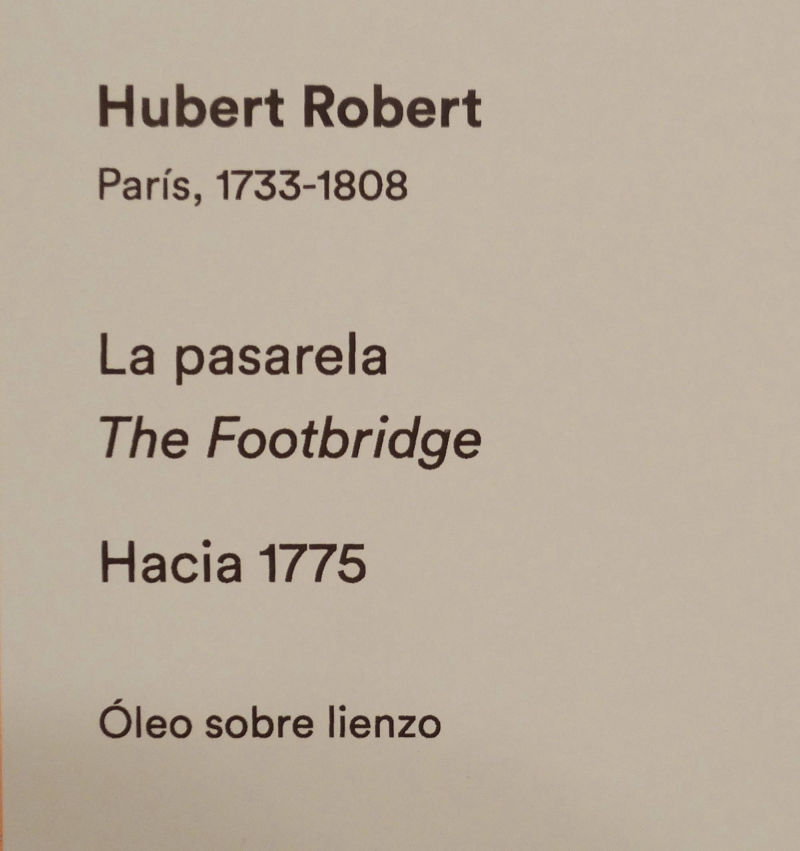 Hubert Robert
París, 1733-1808
La pasarela
The Footbridge
Hacia 1775
Óleo sobre lienzo